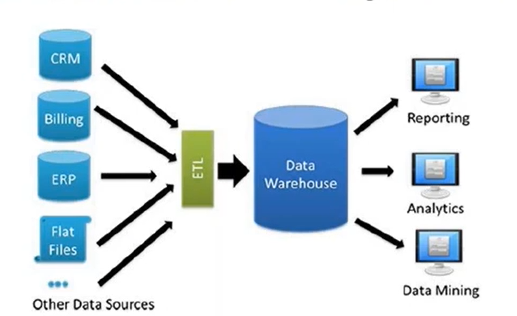 CRM
Billing
ERP
Flat
Files
Other Data Sources
ETL
Data
Warehouse
Reporting
Analytics
Data Mining